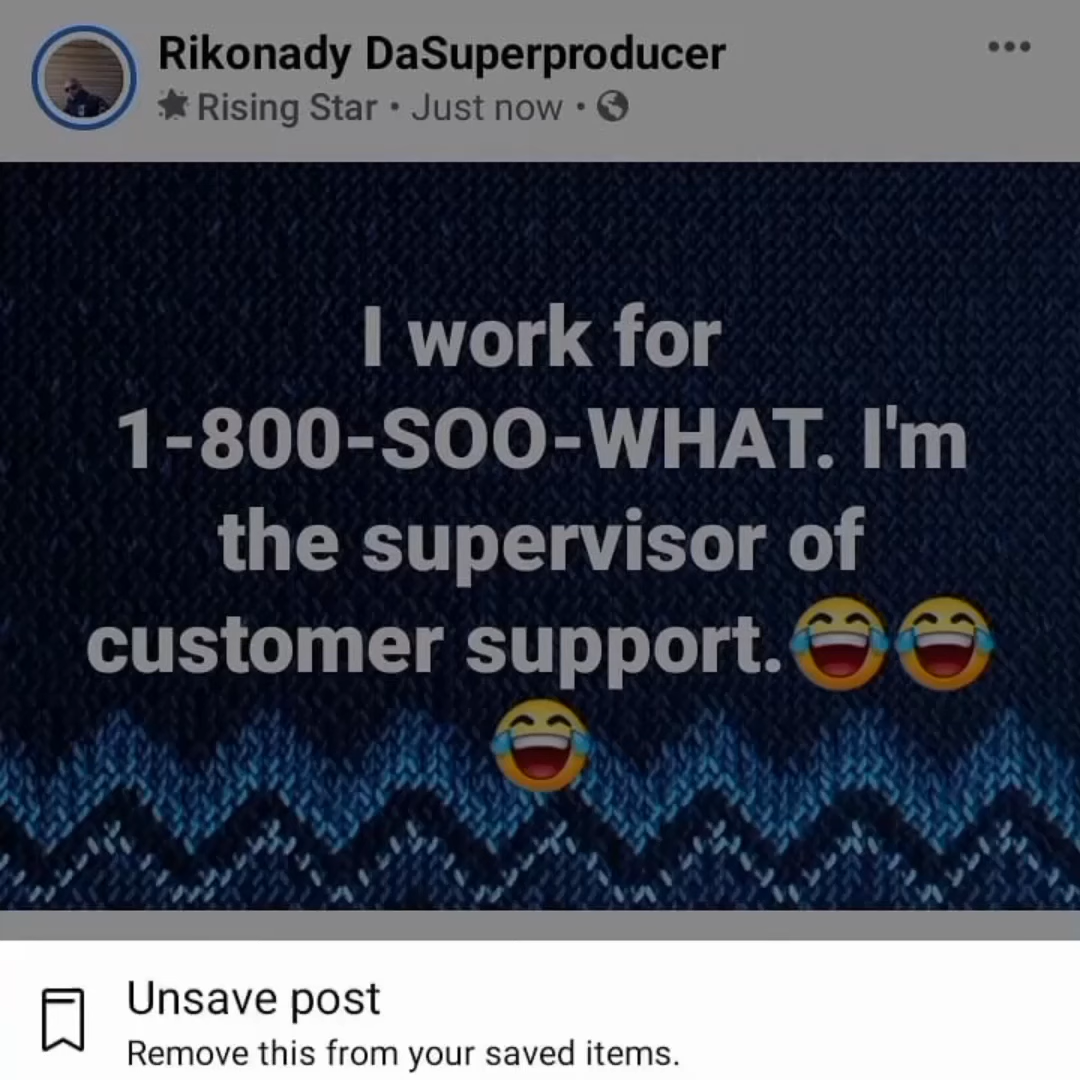 Rikonady DaSuperproducer
Rising Star • Just now •
I work for
1-800-SOO-WHAT. I'm
the supervisor of
customer support.😂😂
😂
Unsave post
Remove this from your saved items.